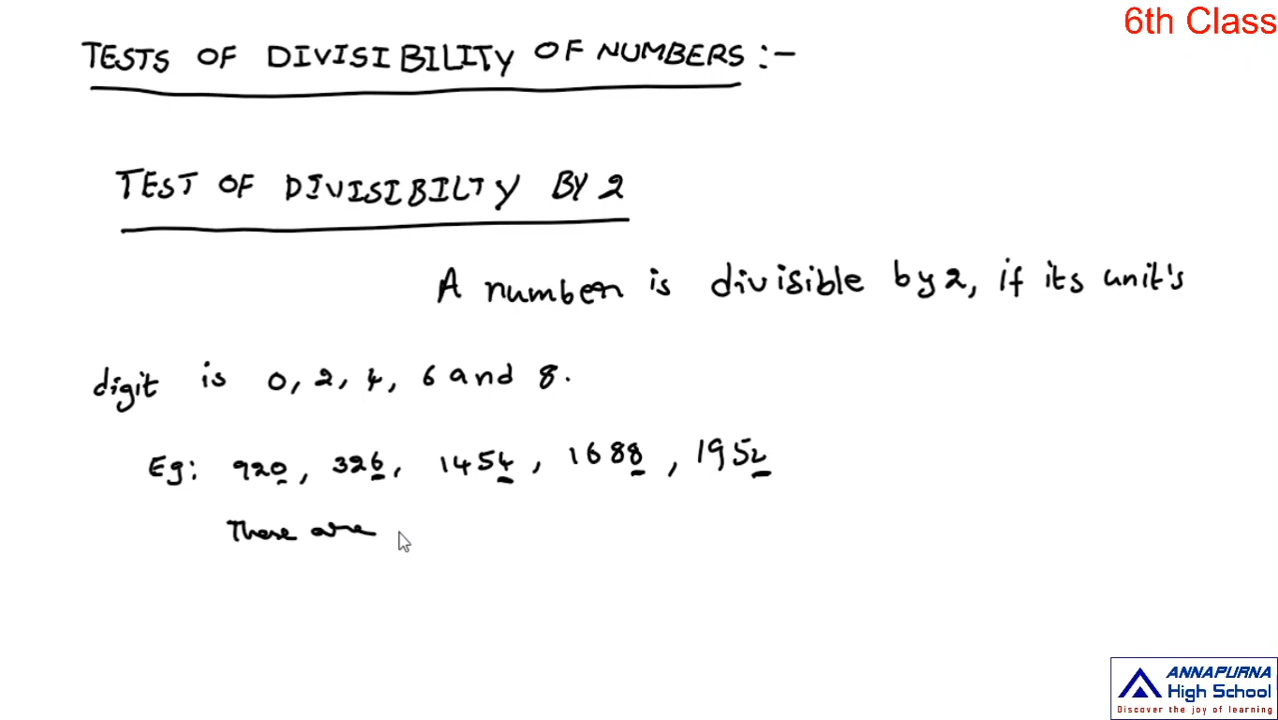 6th Class
TESTS OF DIVISIBILITY OF NUMBERS :-
TEST OF DIVISIBILTY BY 2
A number is divisible by 2, if its unit's
digit is 0, 2, 4, 6 and 8.
Eg: 920, 326, 1454, 1688, 1952
These are
ANNAPURNA
High School
Discover the joy of learning